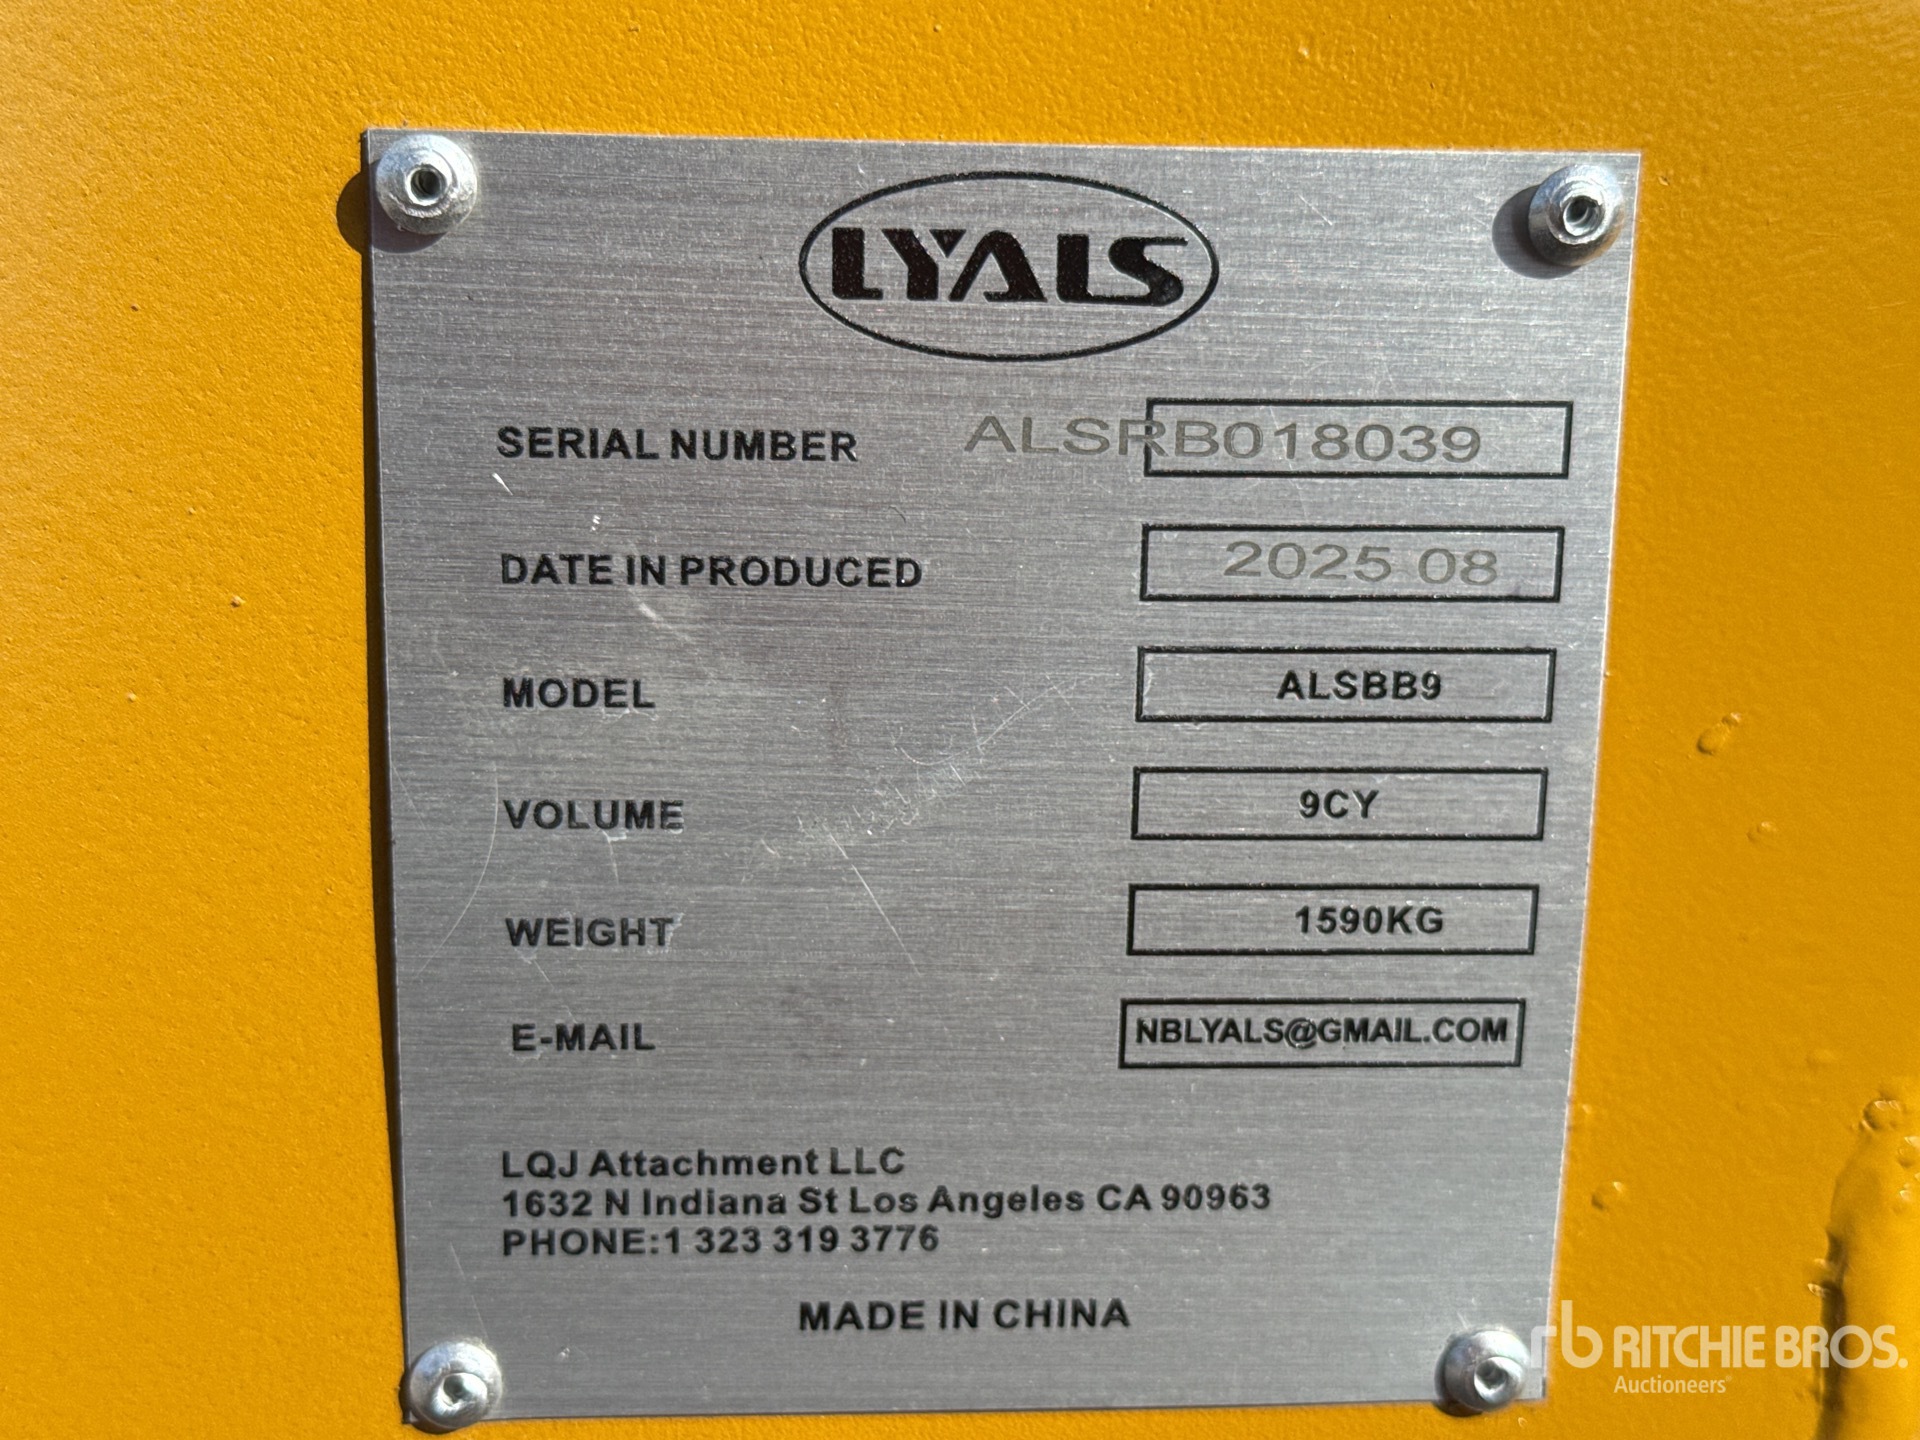 LYALS
SERIAL NUMBER ALSRB018039
DATE IN PRODUCED 2025 08
MODEL ALSBB9
VOLUME 9CY
WEIGHT 1590KG
E-MAIL NBLYALS@GMAIL.COM
LQJ Attachment LLC
1632 N Indiana St Los Angeles CA 90963
PHONE:1 323 319 3776
MADE IN CHINA
rb RITCHIE BROS.
Auctioneers